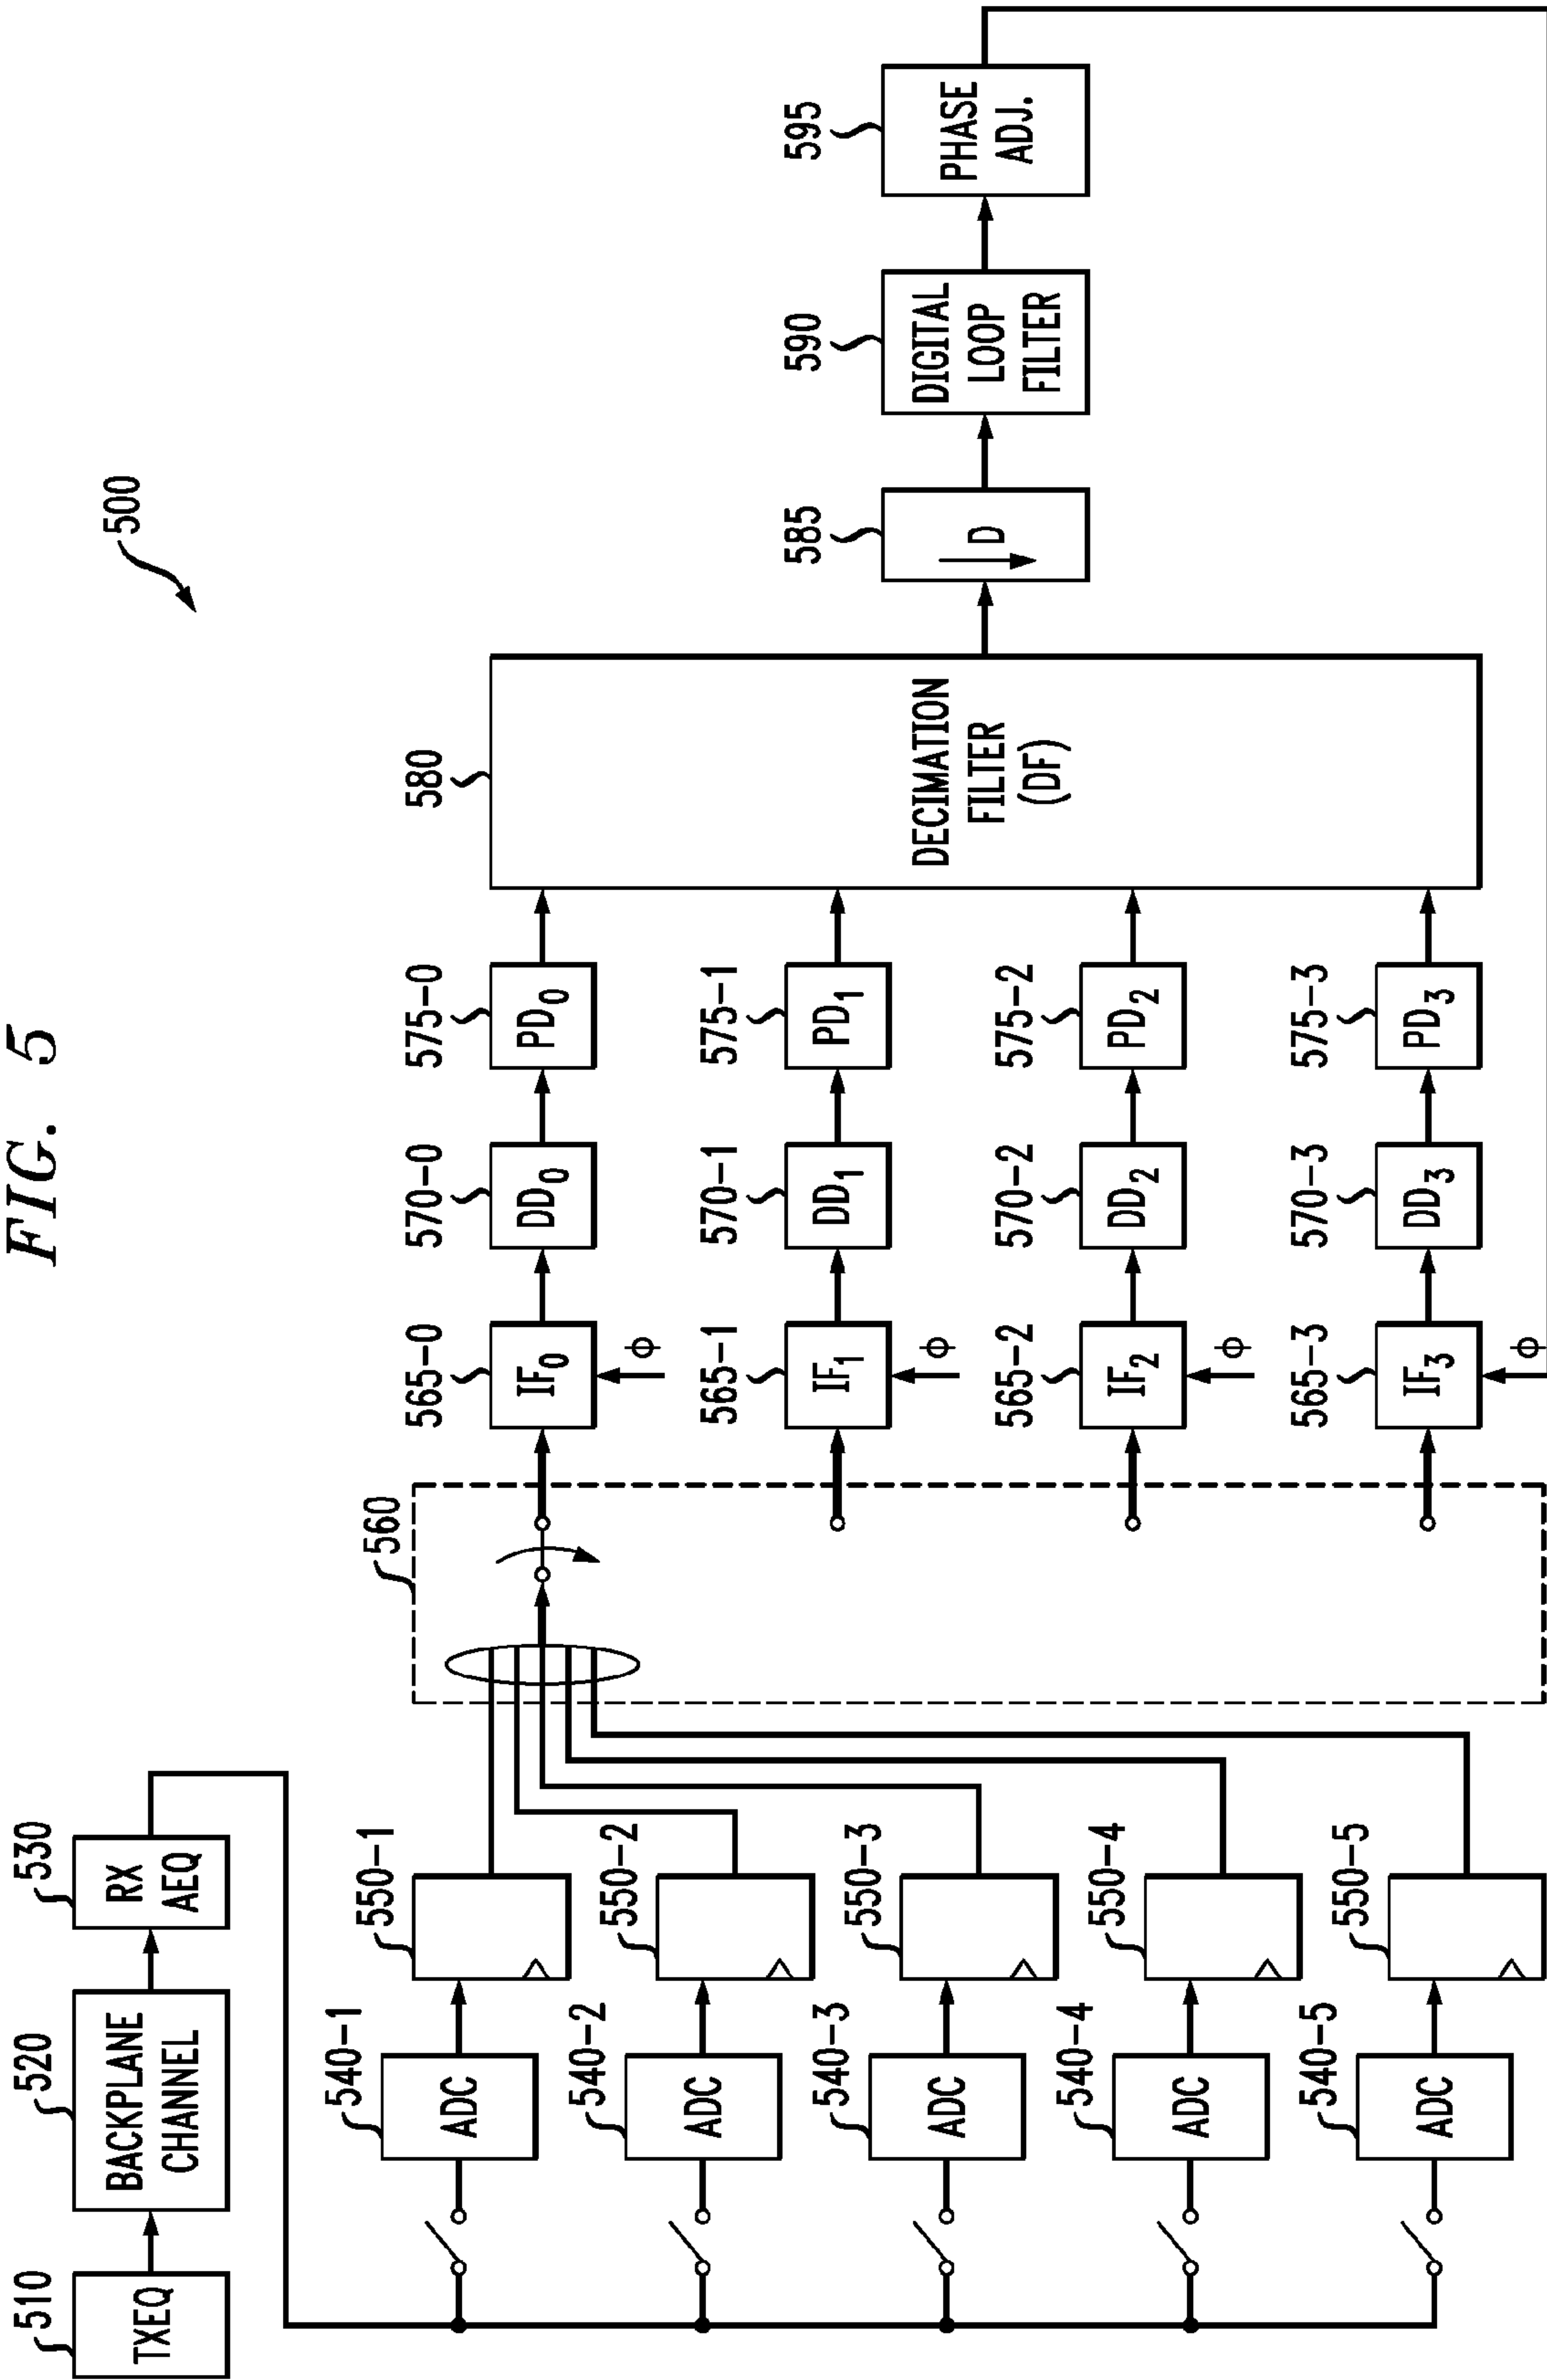 FIG. 5
500
510
TXEQ
520
BACKPLANE
CHANNEL
530
RX
AEQ
540-1
ADC
550-1
540-2
ADC
550-2
540-3
ADC
550-3
540-4
ADC
550-4
540-5
ADC
550-5
560
565-0
IF0
ϕ
570-0
DD0
575-0
PD0
565-1
IF1
ϕ
570-1
DD1
575-1
PD1
565-2
IF2
ϕ
570-2
DD2
575-2
PD2
565-3
IF3
ϕ
570-3
DD3
575-3
PD3
580
DECIMATION
FILTER
(DF)
585
D
590
DIGITAL
LOOP
FILTER
595
PHASE
ADJ.